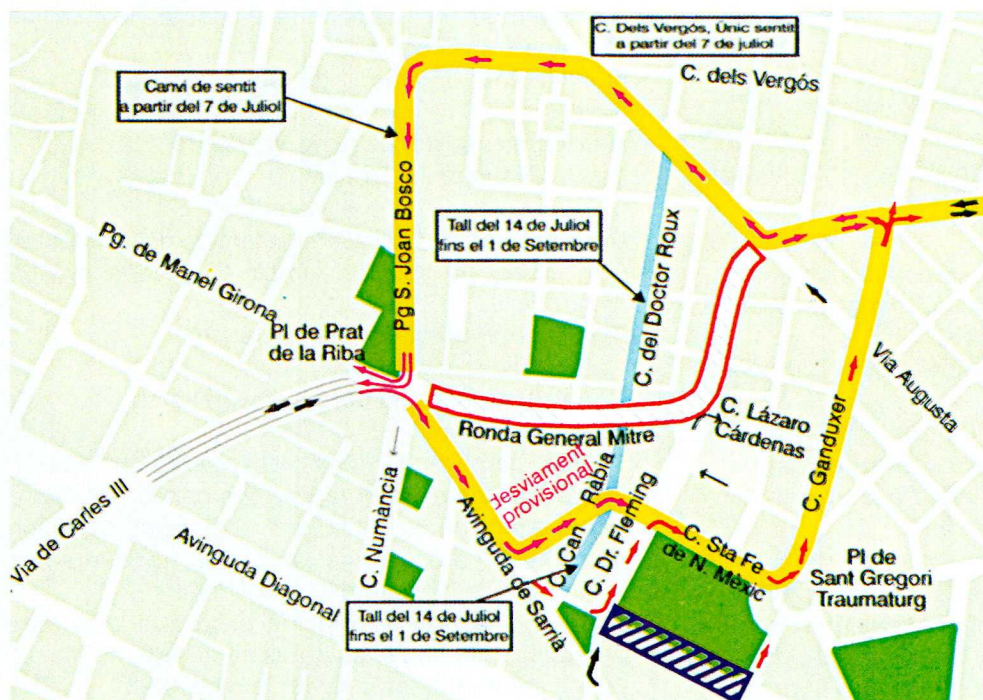 C. Dels Vergós, Únic sentit
a partir del 7 de juliol
C. dels Vergós
Canvi de sentit
a partir del 7 de Juliol
Pg S. Joan Bosco
Tall del 14 de Juliol
fins el 1 de Setembre
C. del Doctor Roux
Pg. de Manel Girona
Pl de Prat
de la Riba
Via Augusta
C. Lázaro
Cárdenas
Ronda General Mitre
C. Ganduxer
desviament
provisional
Via de Carles III
C. Numància
Avinguda Diagonal
Avinguda de Sarrià
C. Can Ràbia
C. Dr. Fleming
C. Sta Fe
de N. Mèxic
Pl de
Sant Gregori
Traumaturg
Tall del 14 de Juliol
fins el 1 de Setembre